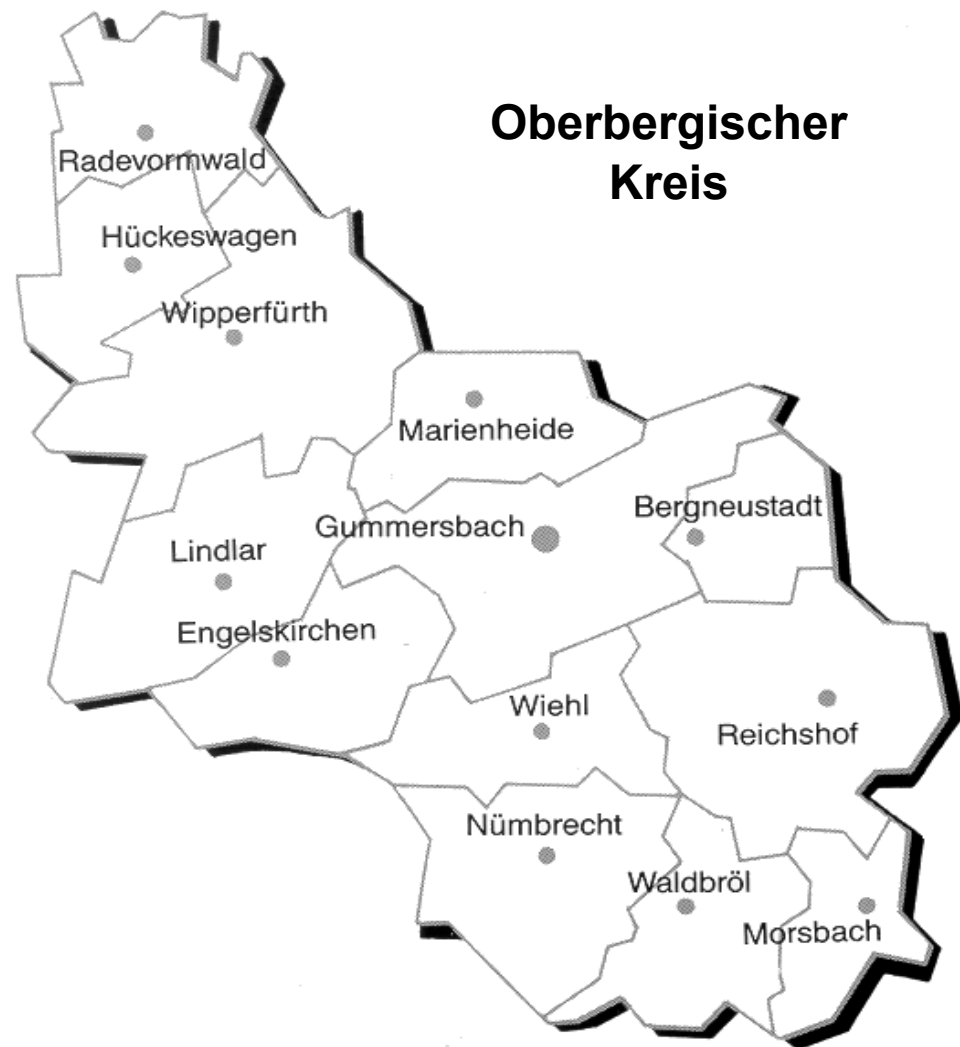 Oberbergischer
Kreis
Radevormwald
Hückeswagen
Wipperfürth
Marienheide
Bergneustadt
Gummersbach
Lindlar
Engelskirchen
Wiehl
Reichshof
Nümbrecht
Waldbröl
Morsbach